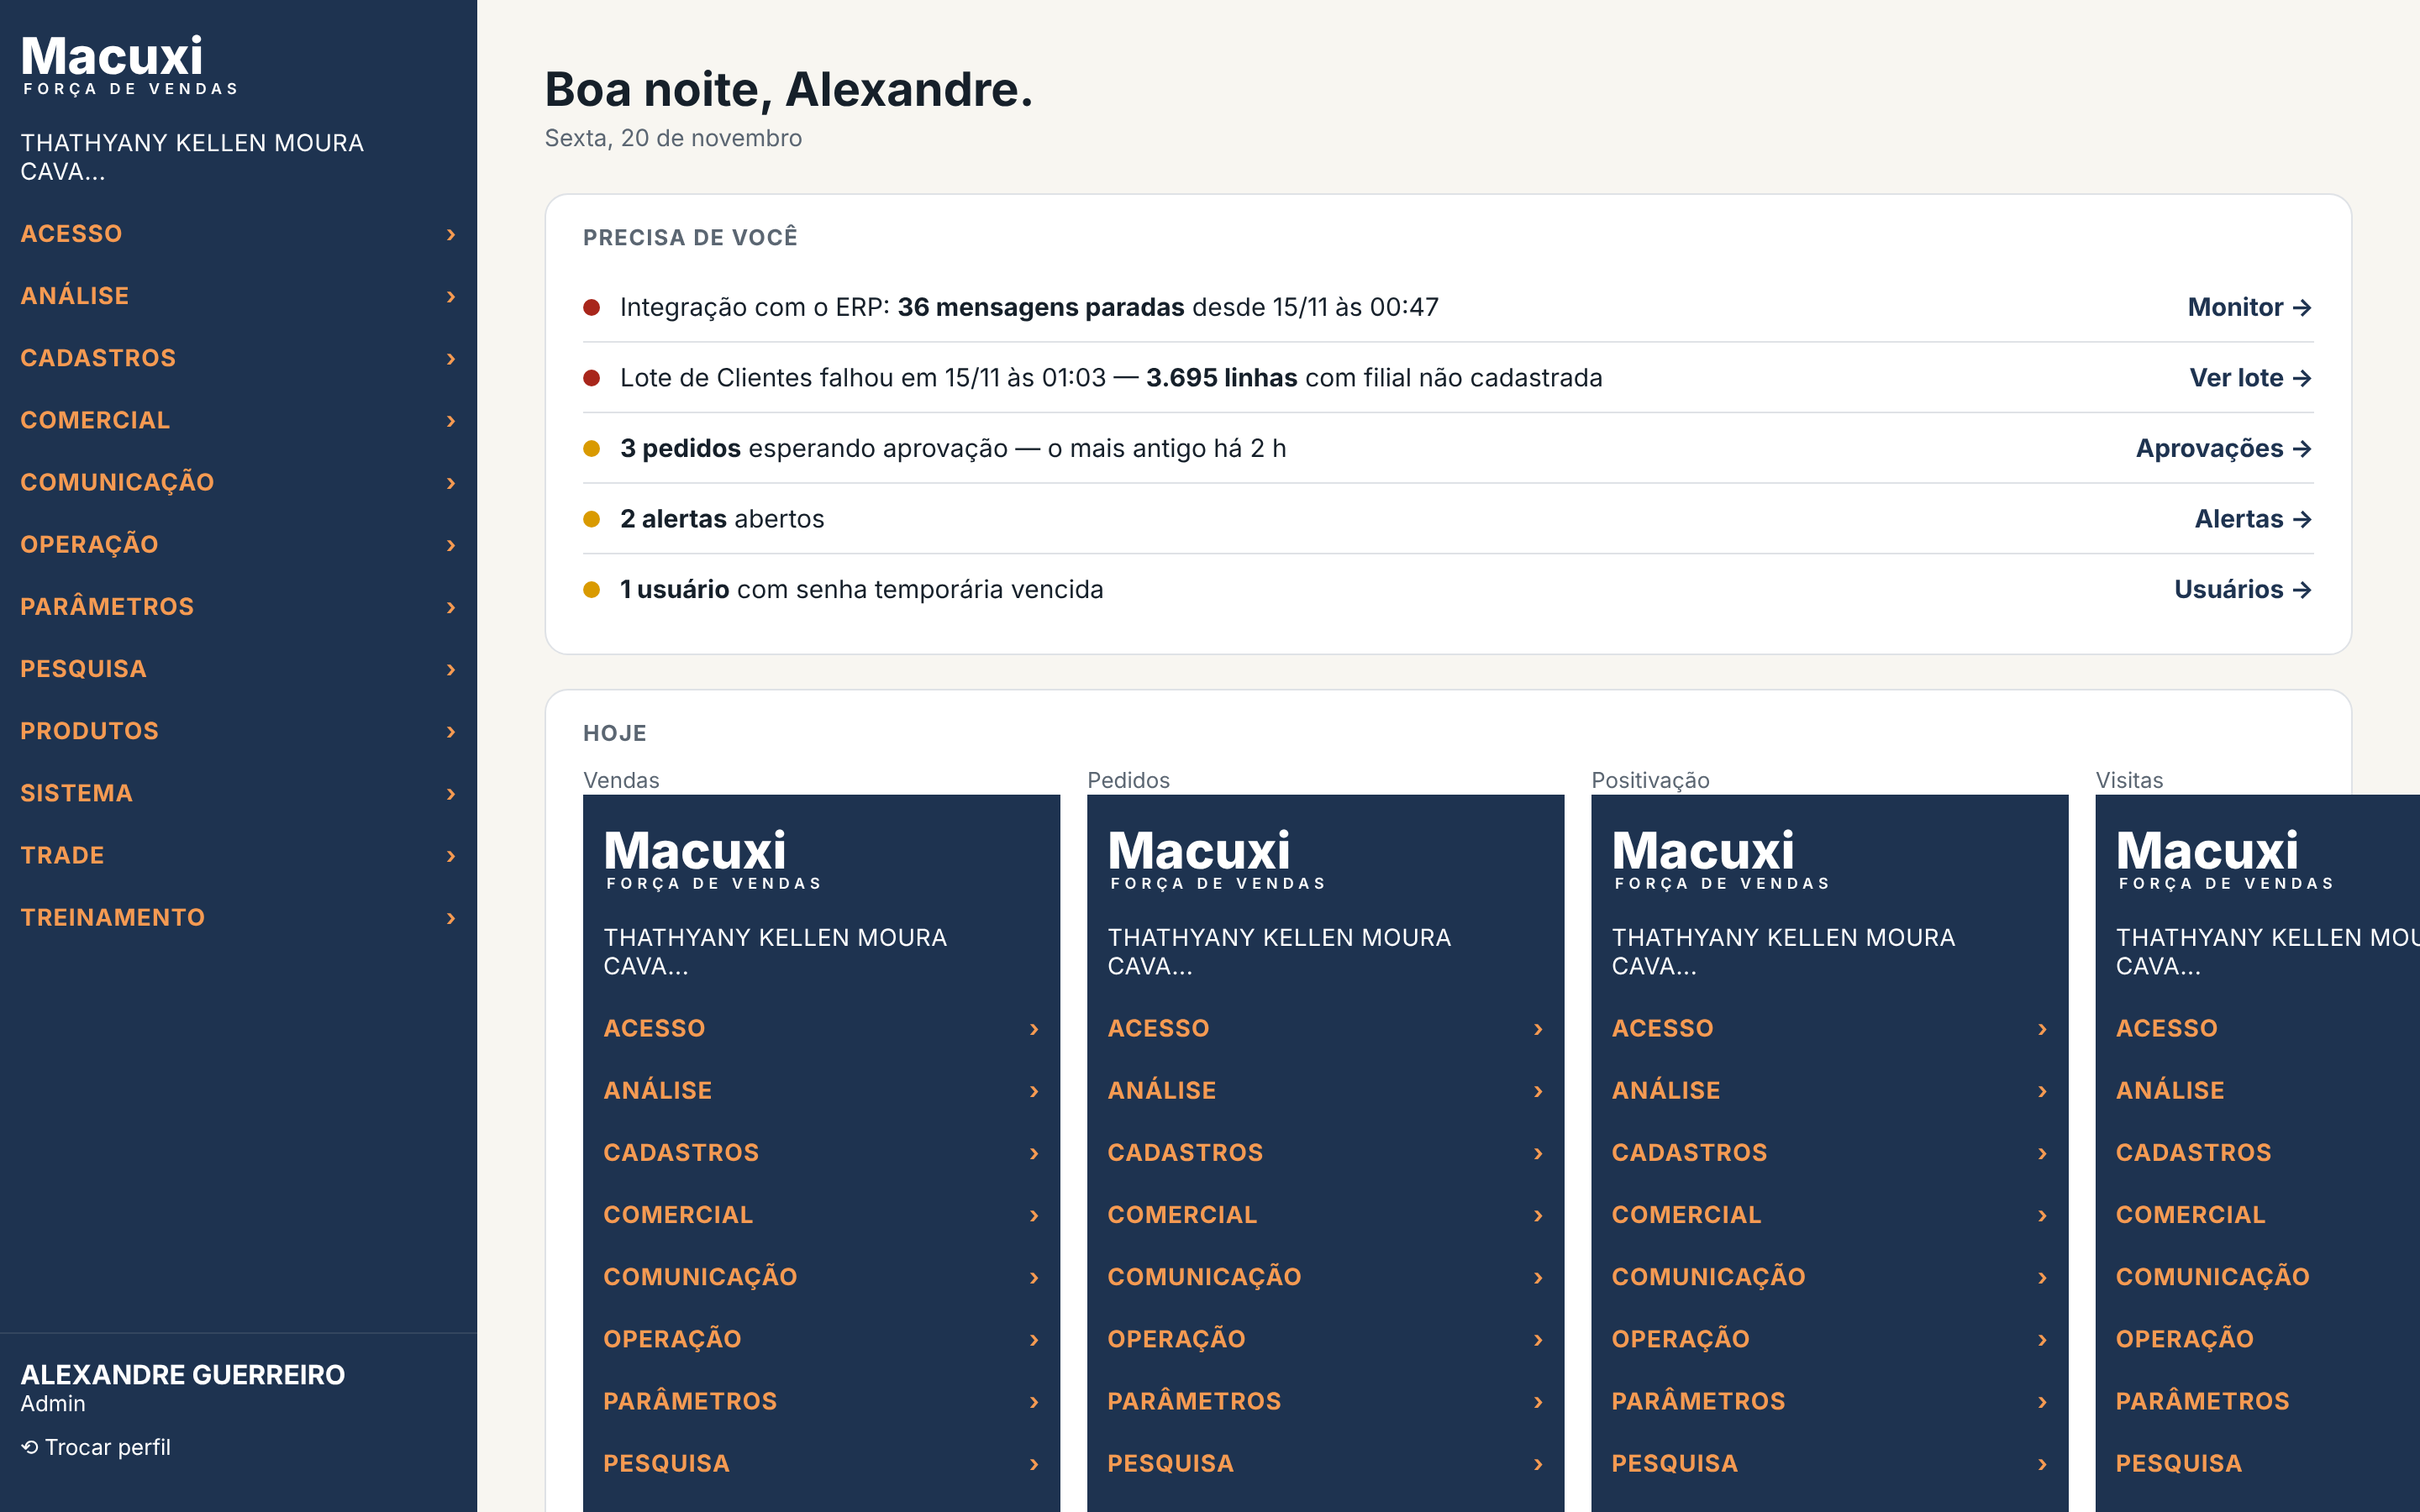 Macuxi
FORÇA DE VENDAS
THATHYANY KELLEN MOURA
CAVA...
ACESSO ›
ANÁLISE ›
CADASTROS ›
COMERCIAL ›
COMUNICAÇÃO ›
OPERAÇÃO ›
PARÂMETROS ›
PESQUISA ›
PRODUTOS ›
SISTEMA ›
TRADE ›
TREINAMENTO ›
ALEXANDRE GUERREIRO
Admin
⟲ Trocar perfil
Boa noite, Alexandre.
Sexta, 20 de novembro
PRECISA DE VOCÊ
Integração com o ERP: 36 mensagens paradas desde 15/11 às 00:47 Monitor →
Lote de Clientes falhou em 15/11 às 01:03 — 3.695 linhas com filial não cadastrada Ver lote →
3 pedidos esperando aprovação — o mais antigo há 2 h Aprovações →
2 alertas abertos Alertas →
1 usuário com senha temporária vencida Usuários →
HOJE
Vendas
Macuxi
FORÇA DE VENDAS
THATHYANY KELLEN MOURA
CAVA...
ACESSO ›
ANÁLISE ›
CADASTROS ›
COMERCIAL ›
COMUNICAÇÃO ›
OPERAÇÃO ›
PARÂMETROS ›
PESQUISA ›
Pedidos
Macuxi
FORÇA DE VENDAS
THATHYANY KELLEN MOURA
CAVA...
ACESSO ›
ANÁLISE ›
CADASTROS ›
COMERCIAL ›
COMUNICAÇÃO ›
OPERAÇÃO ›
PARÂMETROS ›
PESQUISA ›
Positivação
Macuxi
FORÇA DE VENDAS
THATHYANY KELLEN MOURA
CAVA...
ACESSO ›
ANÁLISE ›
CADASTROS ›
COMERCIAL ›
COMUNICAÇÃO ›
OPERAÇÃO ›
PARÂMETROS ›
PESQUISA ›
Visitas
Macuxi
FORÇA DE VENDAS
THATHYANY KELLEN MOU
CAVA...
ACESSO
ANÁLISE
CADASTROS
COMERCIAL
COMUNICAÇÃO
OPERAÇÃO
PARÂMETROS
PESQUISA